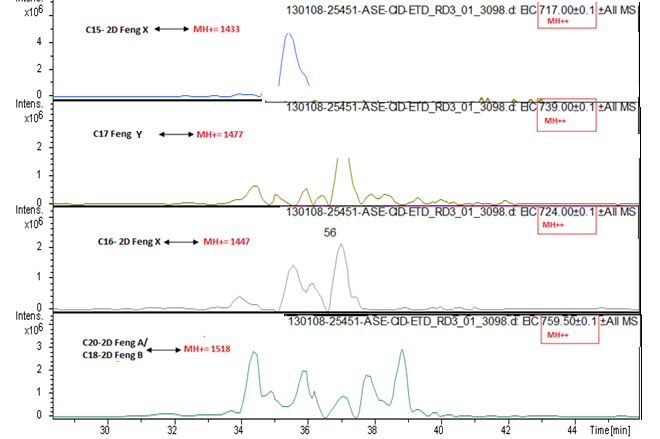 Intens. 130108-25451-ASE-CID-ETD_RD3_01_3098.d: EIC 717.00±0.1 ±All MS
x10⁶
MH++
C15- 2D Feng X MH+= 1433
4
2
0
Intens. 130108-25451-ASE-CID-ETD_RD3_01_3098.d: EIC 739.00±0.1 ±All MS
x10⁶
MH++
C17 Feng Y MH+= 1477
2
1
0
Intens. 130108-25451-ASE-CID-ETD_RD3_01_3098.d: EIC 724.00±0.1 ±All MS
x10⁶
MH++
56
C16- 2D Feng X MH+= 1447
2
1
0
Intens. 130108-25451-ASE-CID-ETD_RD3_01_3098.d: EIC 759.50±0.1 ±All MS
x10⁶
MH++
3
C20-2D Feng A/
C18-2D Feng B MH+= 1518
2
1
0
30 32 34 36 38 40 42 44 Time [min]